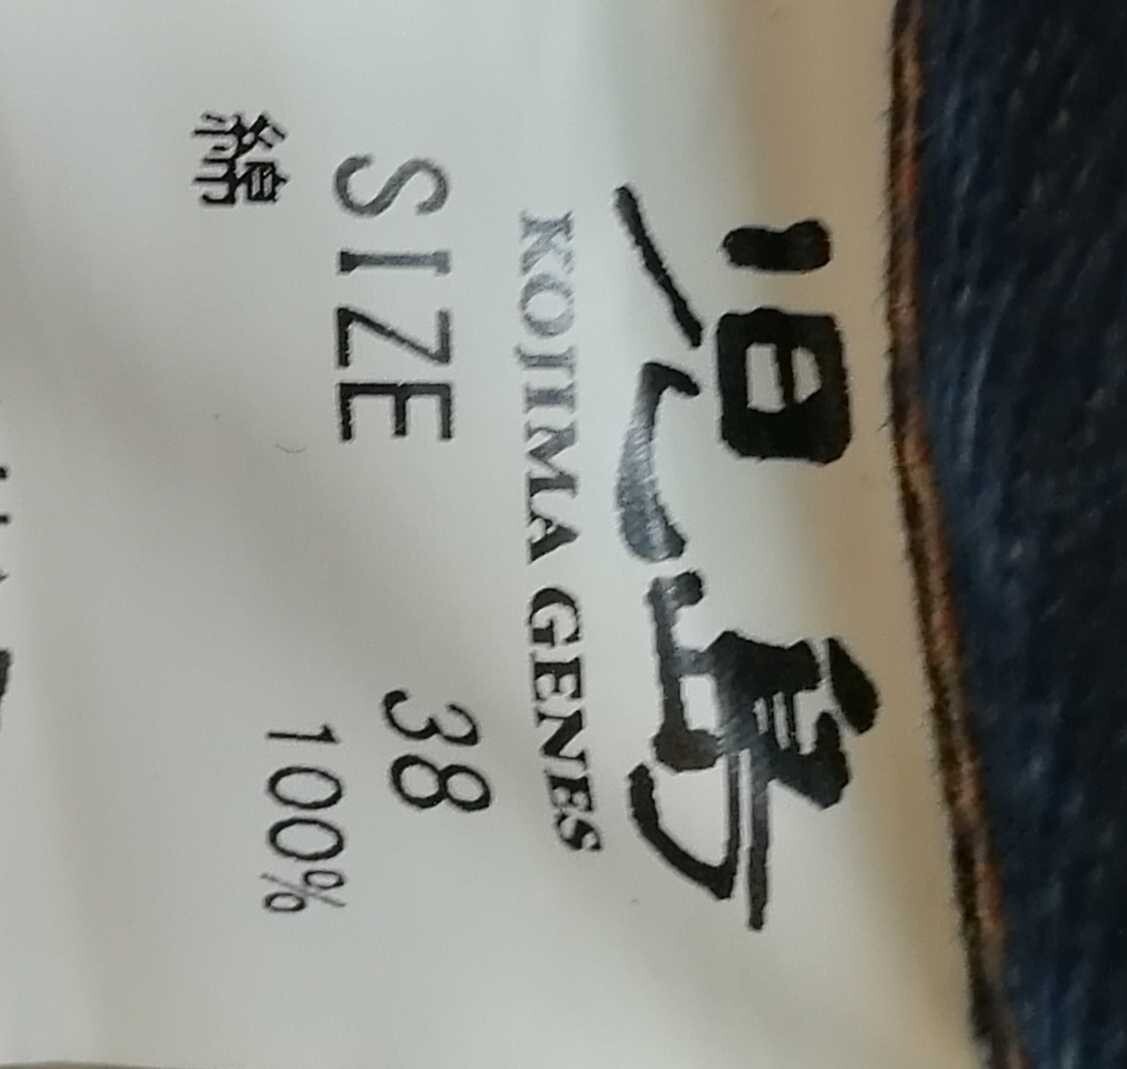 児島
KOJIMA GENES
SIZE 38
綿 100%